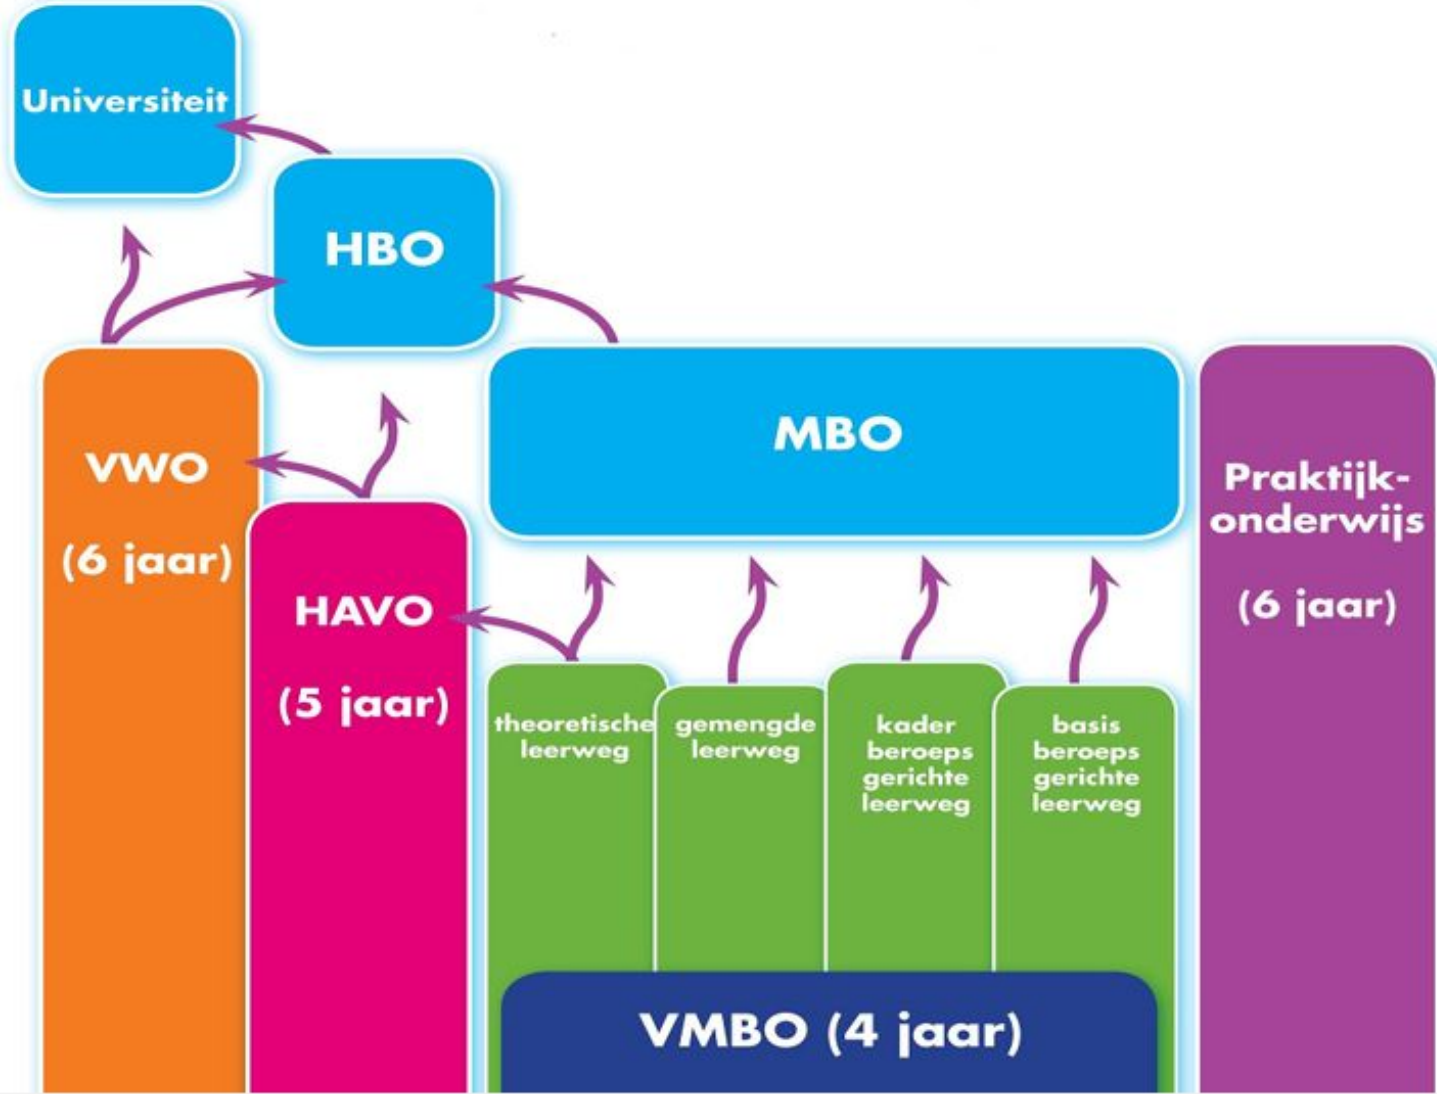 Universiteit
HBO
MBO
VWO
(6 jaar)
HAVO
(5 jaar)
Praktijk-
onderwijs
(6 jaar)
theoretische
leerweg
gemengde
leerweg
kader
beroeps
gerichte
leerweg
basis
beroeps
gerichte
leerweg
VMBO (4 jaar)